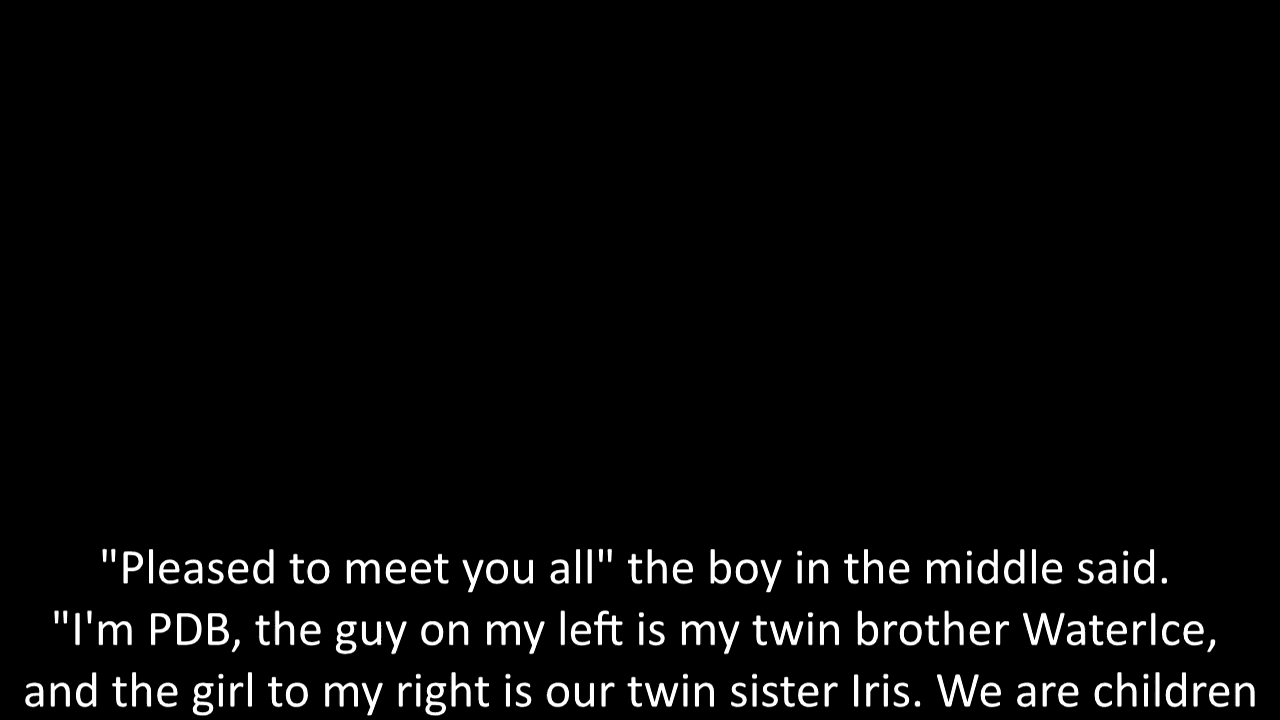 "Pleased to meet you all" the boy in the middle said.
"I'm PDB, the guy on my left is my twin brother WaterIce,
and the girl to my right is our twin sister Iris. We are children